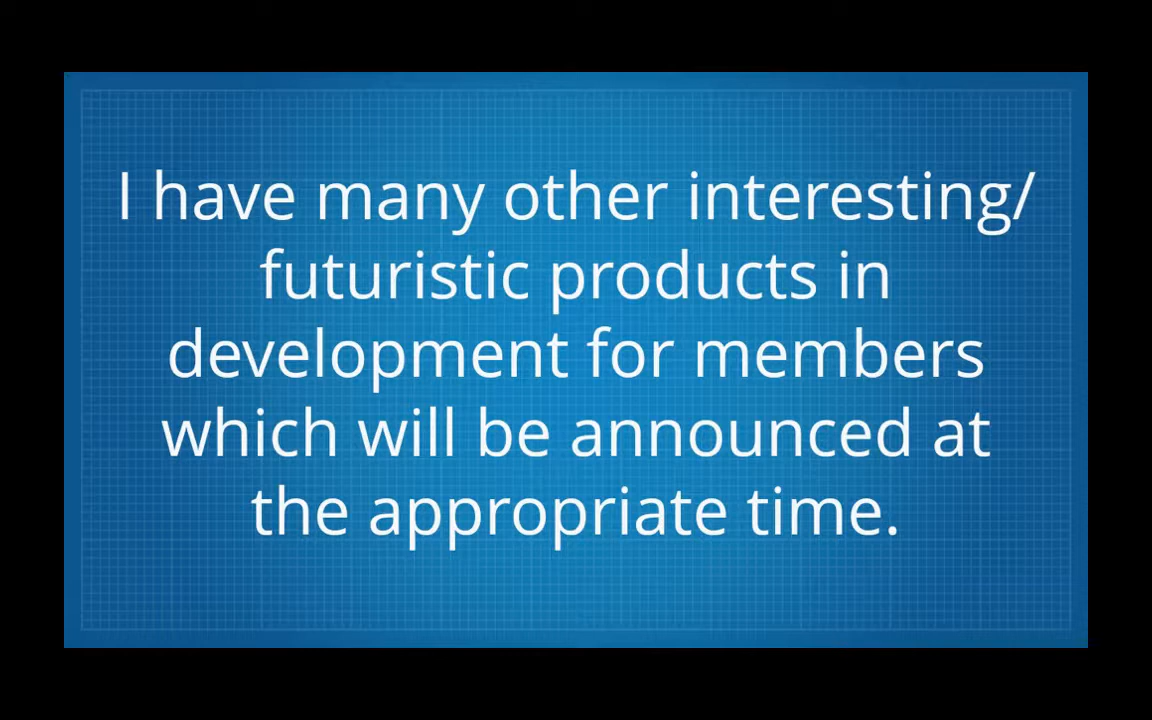 I have many other interesting/
futuristic products in
development for members
which will be announced at
the appropriate time.